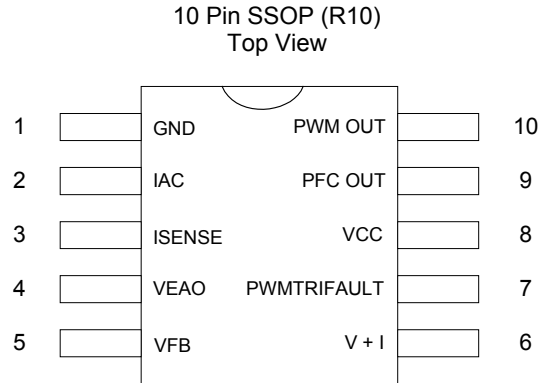 10 Pin SSOP (R10)
Top View
1 GND PWM OUT 10
2 IAC PFC OUT 9
3 ISENSE VCC 8
4 VEAO PWMTRIFAULT 7
5 VFB V + I 6